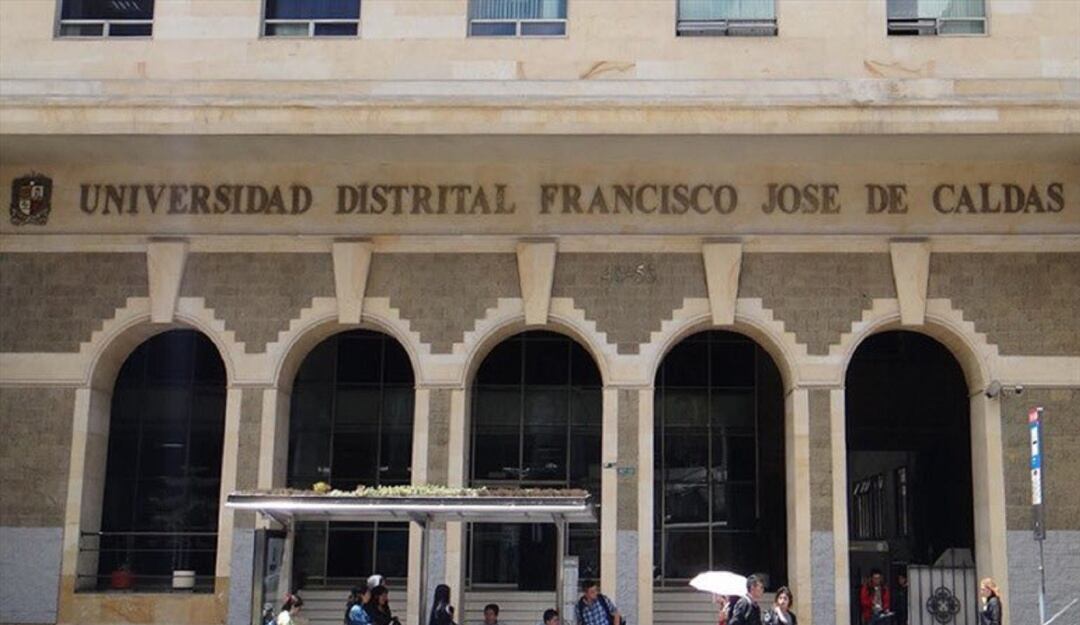 UNIVERSIDAD DISTRITAL FRANCISCO JOSE DE CALDAS